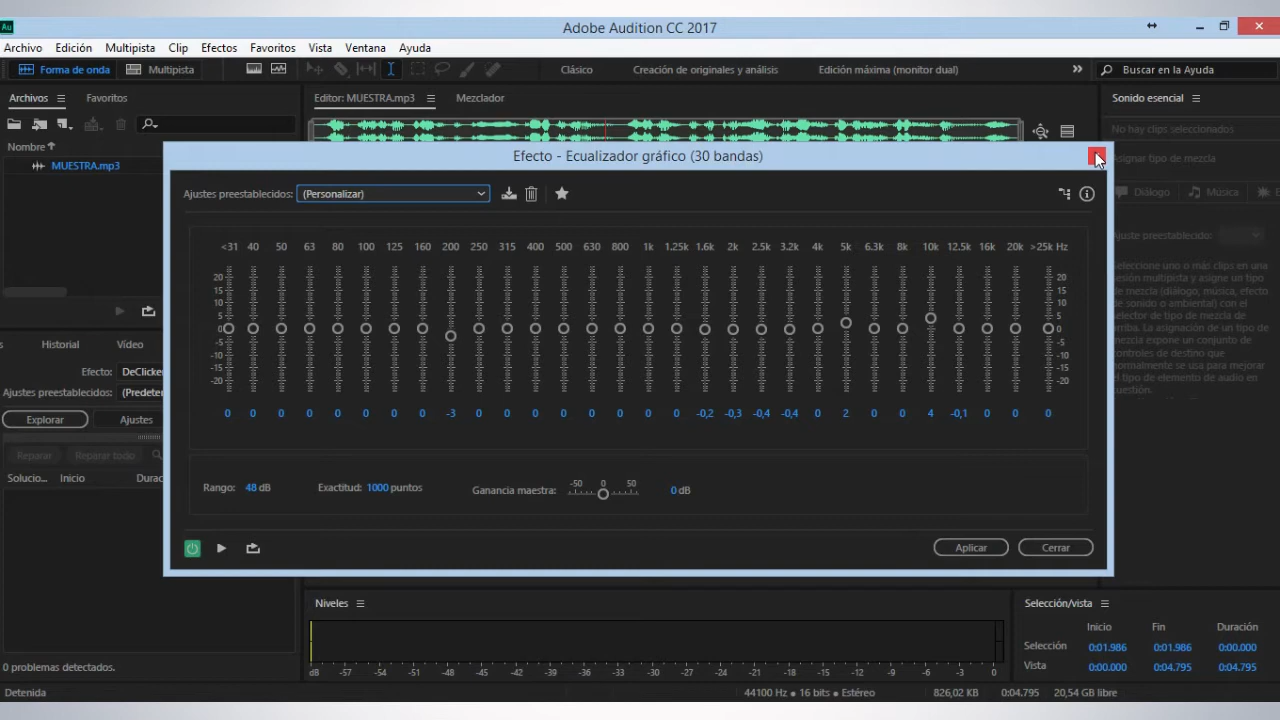 Au
Adobe Audition CC 2017
Archivo Edición Multipista Clip Efectos Favoritos Vista Ventana Ayuda
Forma de onda Multipista Clásico Creación de originales y análisis Edición máxima (monitor dual) Buscar en la Ayuda
Archivos Favoritos Editor: MUESTRA.mp3 Mezclador Sonido esencial
No hay clips seleccionados
Nombre
MUESTRA.mp3
Asignar tipo de mezcla
Diálogo Música
Efecto - Ecualizador gráfico (30 bandas)
Ajustes preestablecidos: (Personalizar)
<31 40 50 63 80 100 125 160 200 250 315 400 500 630 800 1k 1.25k 1.6k 2k 2.5k 3.2k 4k 5k 6.3k 8k 10k 12.5k 16k 20k >25k Hz
20 20
15 15
10 10
5 5
0 0
-5 -5
-10 -10
-15 -15
-20 -20
0 0 0 0 0 0 0 0 -3 0 0 0 0 0 0 0 0 -0,2 -0,3 -0,4 -0,4 0 2 0 0 4 -0,1 0 0 0
Rango: 48 dB Exactitud: 1000 puntos Ganancia maestra: -50 0 50 0 dB
Aplicar Cerrar
Ajuste preestablecido:
Seleccione uno o más clips en una
sesión multipista y asigne un tipo
de mezcla (diálogo, música, efecto
de sonido o ambiental) con el
selector de tipo de mezcla de
arriba. La asignación de un tipo de
mezcla expone un conjunto de
controles de destino que
normalmente se usa para mejorar
el tipo de elemento de audio en
cuestión.
s Historial Vídeo
Efecto: DeClicker
Ajustes preestablecidos: (Predeter
Explorar Ajustes
Reparar Reparar todo
Solucio... Inicio Durac
0 problemas detectados.
Niveles
dB -57 -54 -51 -48 -45 -42 -39 -36 -33 -30 -27 -24 -21 -18 -15 -12 -9 -6 -3 0
Selección/vista
Inicio Fin Duración
Selección 0:01.986 0:01.986 0:00.000
Vista 0:00.000 0:04.795 0:04.795
Detenida 44100 Hz • 16 bits • Estéreo 826,02 KB 0:04.795 20,54 GB libre